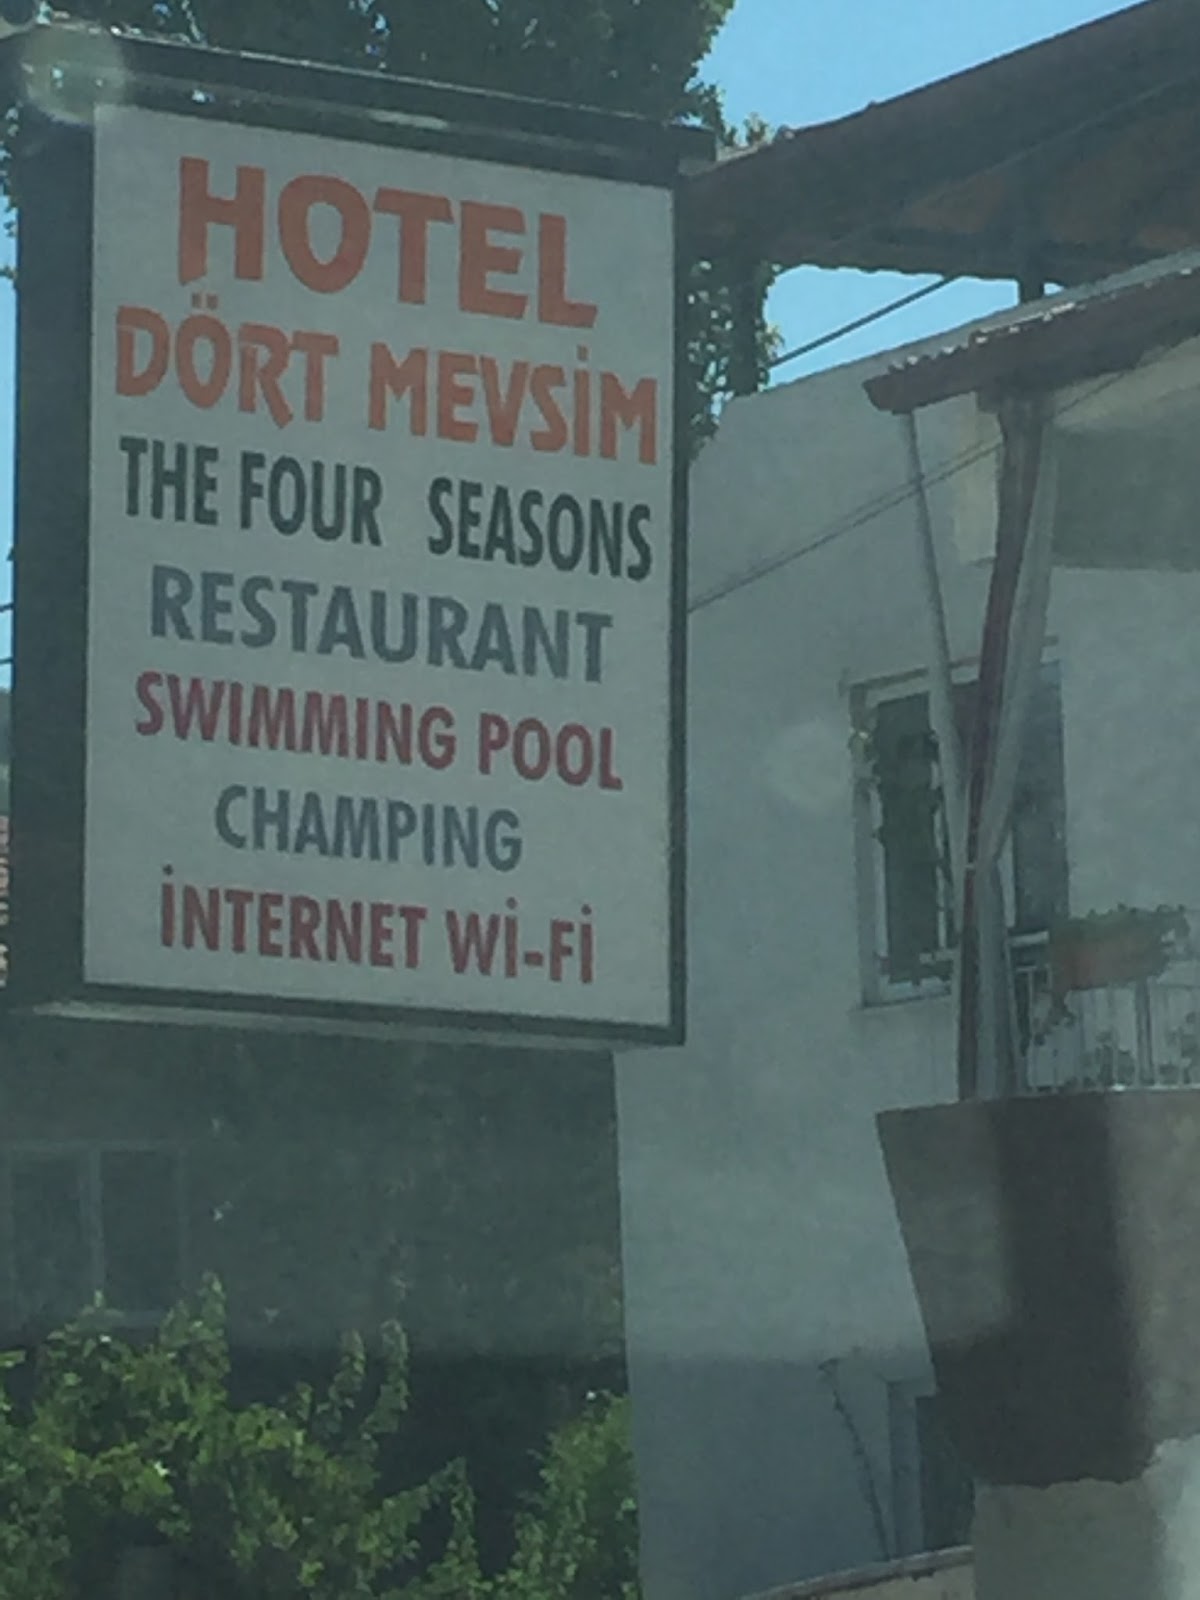 HOTEL
DÖRT MEVSİM
THE FOUR SEASONS
RESTAURANT
SWIMMING POOL
CHAMPING
İNTERNET Wİ-Fİ